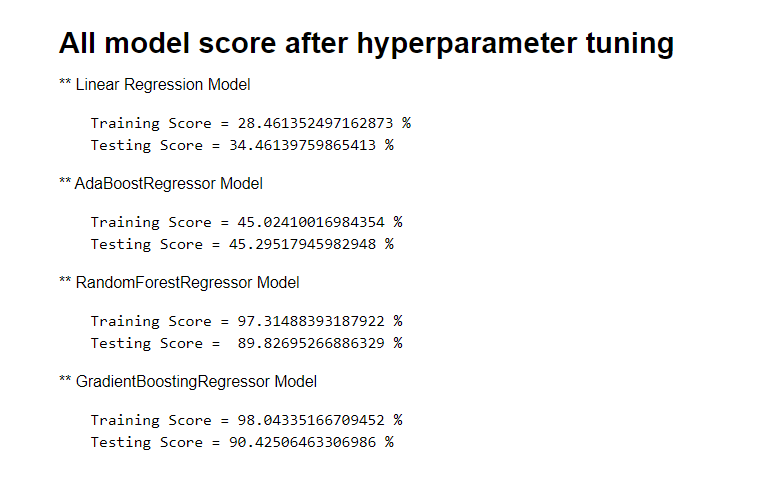 All model score after hyperparameter tuning
** Linear Regression Model
Training Score = 28.461352497162873 %
Testing Score = 34.46139759865413 %
** AdaBoostRegressor Model
Training Score = 45.02410016984354 %
Testing Score = 45.29517945982948 %
** RandomForestRegressor Model
Training Score = 97.31488393187922 %
Testing Score =  89.82695266886329 %
** GradientBoostingRegressor Model
Training Score = 98.04335166709452 %
Testing Score = 90.42506463306986 %